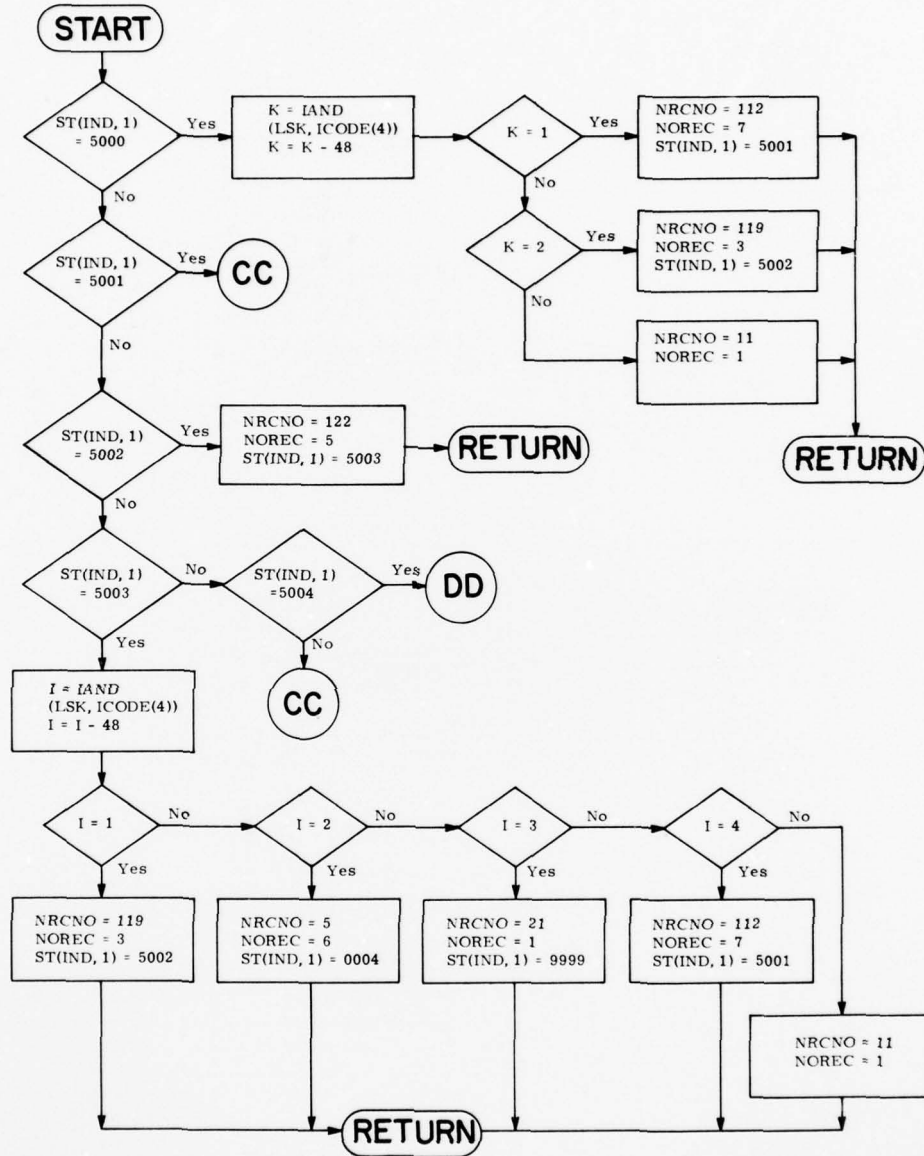 START
ST(IND, 1)
= 5000
Yes
K = IAND
(LSK, ICODE(4))
K = K - 48
K = 1
Yes
NRCNO = 112
NOREC = 7
ST(IND, 1) = 5001
No
No
ST(IND, 1)
= 5001
Yes
CC
K = 2
Yes
NRCNO = 119
NOREC = 3
ST(IND, 1) = 5002
No
No
NRCNO = 11
NOREC = 1
ST(IND, 1)
= 5002
Yes
NRCNO = 122
NOREC = 5
ST(IND, 1) = 5003
RETURN
RETURN
No
ST(IND, 1)
=5003
No
ST(IND, 1)
=5004
Yes
DD
Yes
No
CC
I = IAND
(LSK, ICODE(4))
I = I - 48
I = 1
No
I = 2
No
I = 3
No
I = 4
No
Yes
Yes
Yes
Yes
NRCNO = 119
NOREC = 3
ST(IND, 1) = 5002
NRCNO = 5
NOREC = 6
ST(IND, 1) = 0004
NRCNO = 21
NOREC = 1
ST(IND, 1) = 9999
NRCNO = 112
NOREC = 7
ST(IND, 1) = 5001
NRCNO = 11
NOREC = 1
RETURN